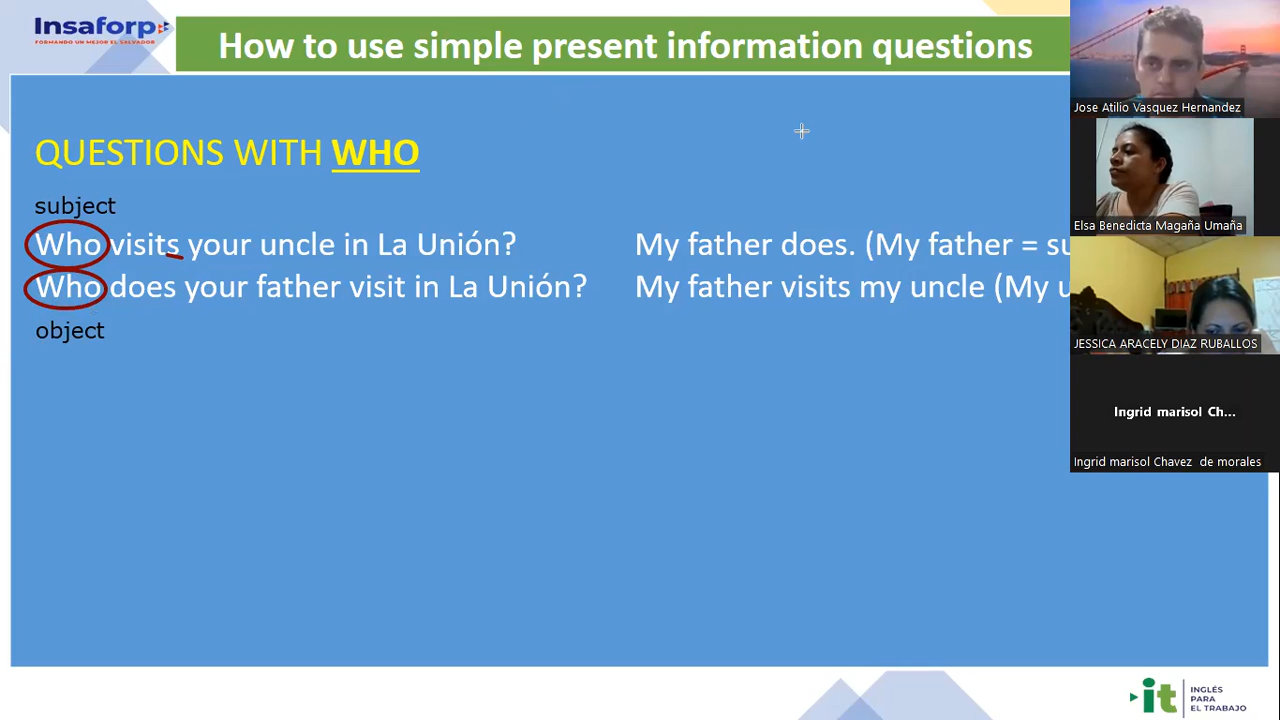 Insaforp
FORMANDO UN MEJOR EL SALVADOR
How to use simple present information questions
QUESTIONS WITH WHO
subject
Who visits your uncle in La Unión? My father does. (My father = su
Who does your father visit in La Unión? My father visits my uncle (My u
object
Jose Atilio Vasquez Hernandez
Elsa Benedicta Magaña Umaña
JESSICA ARACELY DIAZ RUBALLOS
Ingrid marisol Ch...
Ingrid marisol Chavez de morales
it
INGLÉS
PARA
EL TRABAJO